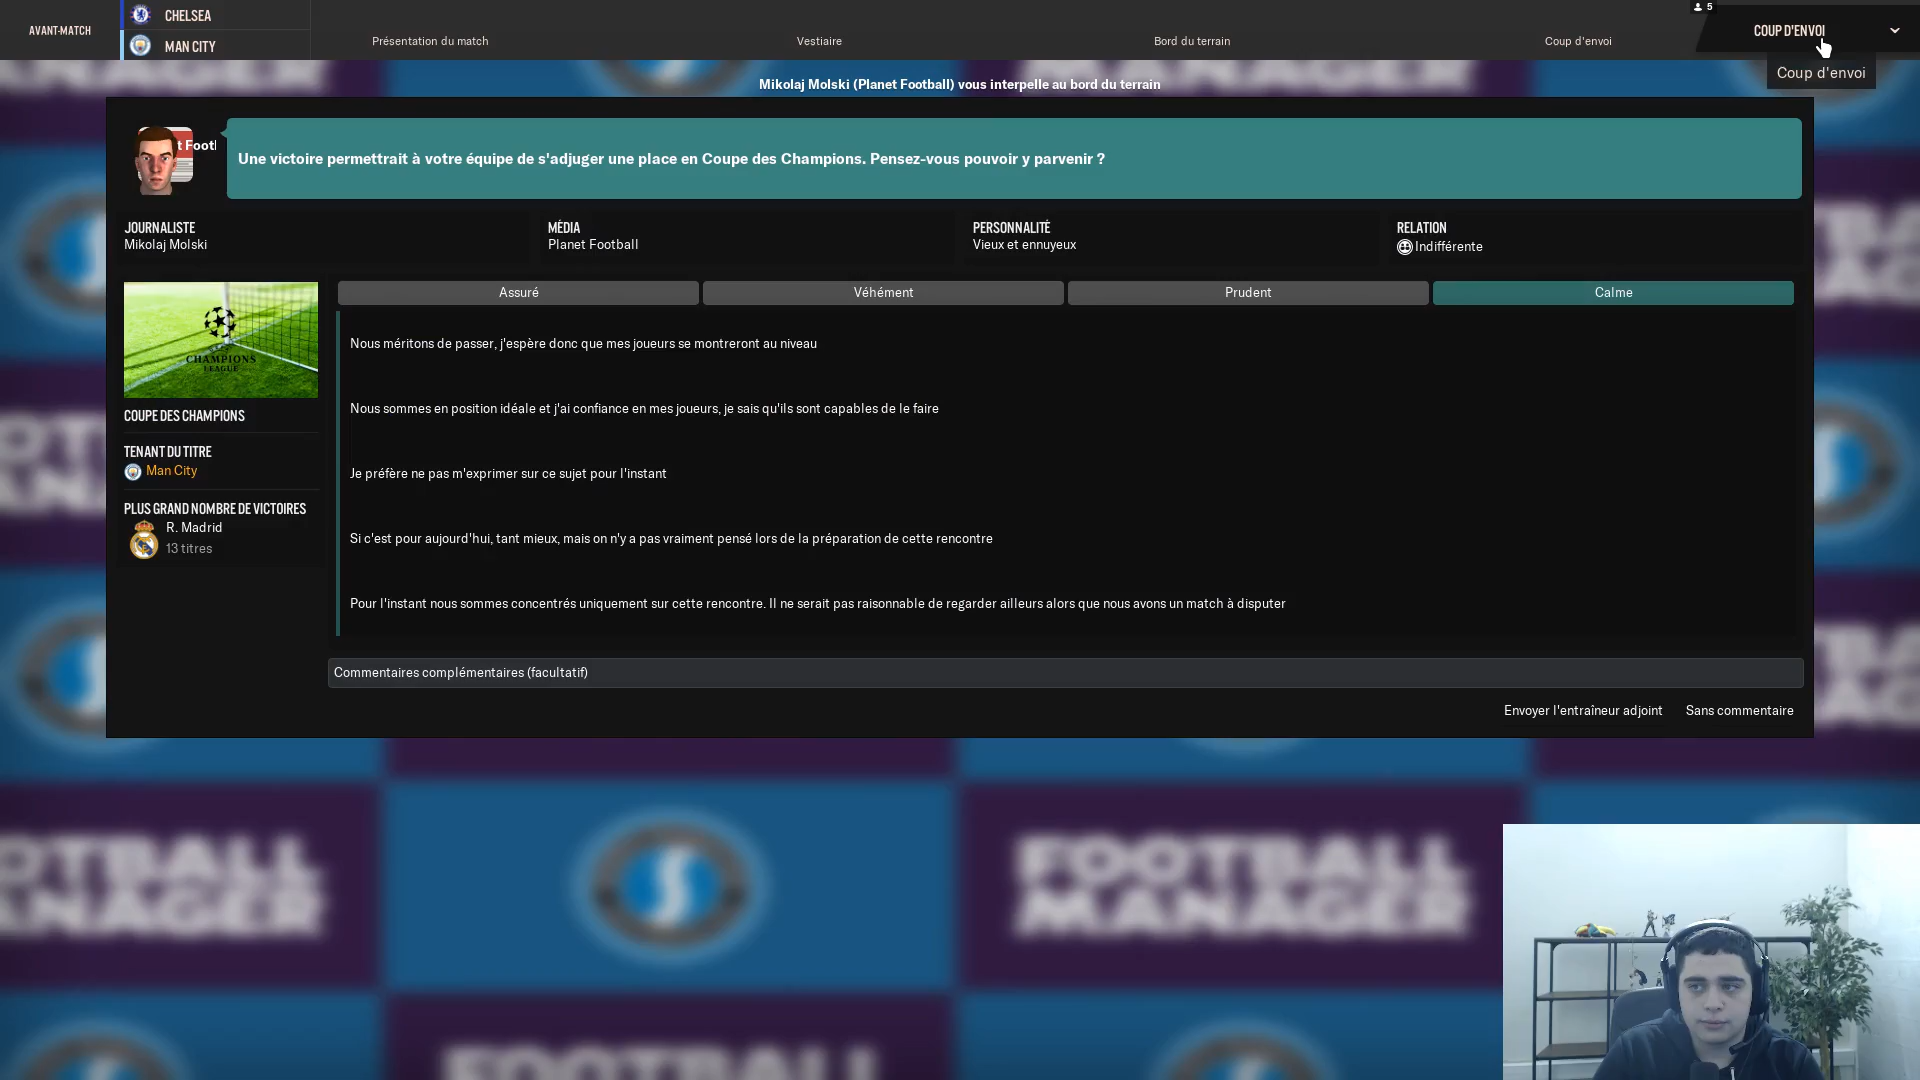 AVANT-MATCH
CHELSEA
MAN CITY
Présentation du match
Vestiaire
Bord du terrain
Coup d'envoi
5
COUP D'ENVOI
Coup d'envoi
Mikolaj Molski (Planet Football) vous interpelle au bord du terrain
t Footl
Une victoire permettrait à votre équipe de s'adjuger une place en Coupe des Champions. Pensez-vous pouvoir y parvenir ?
JOURNALISTE
Mikolaj Molski
MÉDIA
Planet Football
PERSONNALITÉ
Vieux et ennuyeux
RELATION
Indifférente
Assuré
Véhément
Prudent
Calme
CHAMPIONS
LEAGUE
COUPE DES CHAMPIONS
TENANT DU TITRE
Man City
PLUS GRAND NOMBRE DE VICTOIRES
R. Madrid
13 titres
Nous méritons de passer, j'espère donc que mes joueurs se montreront au niveau
Nous sommes en position idéale et j'ai confiance en mes joueurs, je sais qu'ils sont capables de le faire
Je préfère ne pas m'exprimer sur ce sujet pour l'instant
Si c'est pour aujourd'hui, tant mieux, mais on n'y a pas vraiment pensé lors de la préparation de cette rencontre
Pour l'instant nous sommes concentrés uniquement sur cette rencontre. Il ne serait pas raisonnable de regarder ailleurs alors que nous avons un match à disputer
Commentaires complémentaires (facultatif)
Envoyer l'entraîneur adjoint
Sans commentaire
OTBALL
ANAGER
FOOTBALL
MANAGER